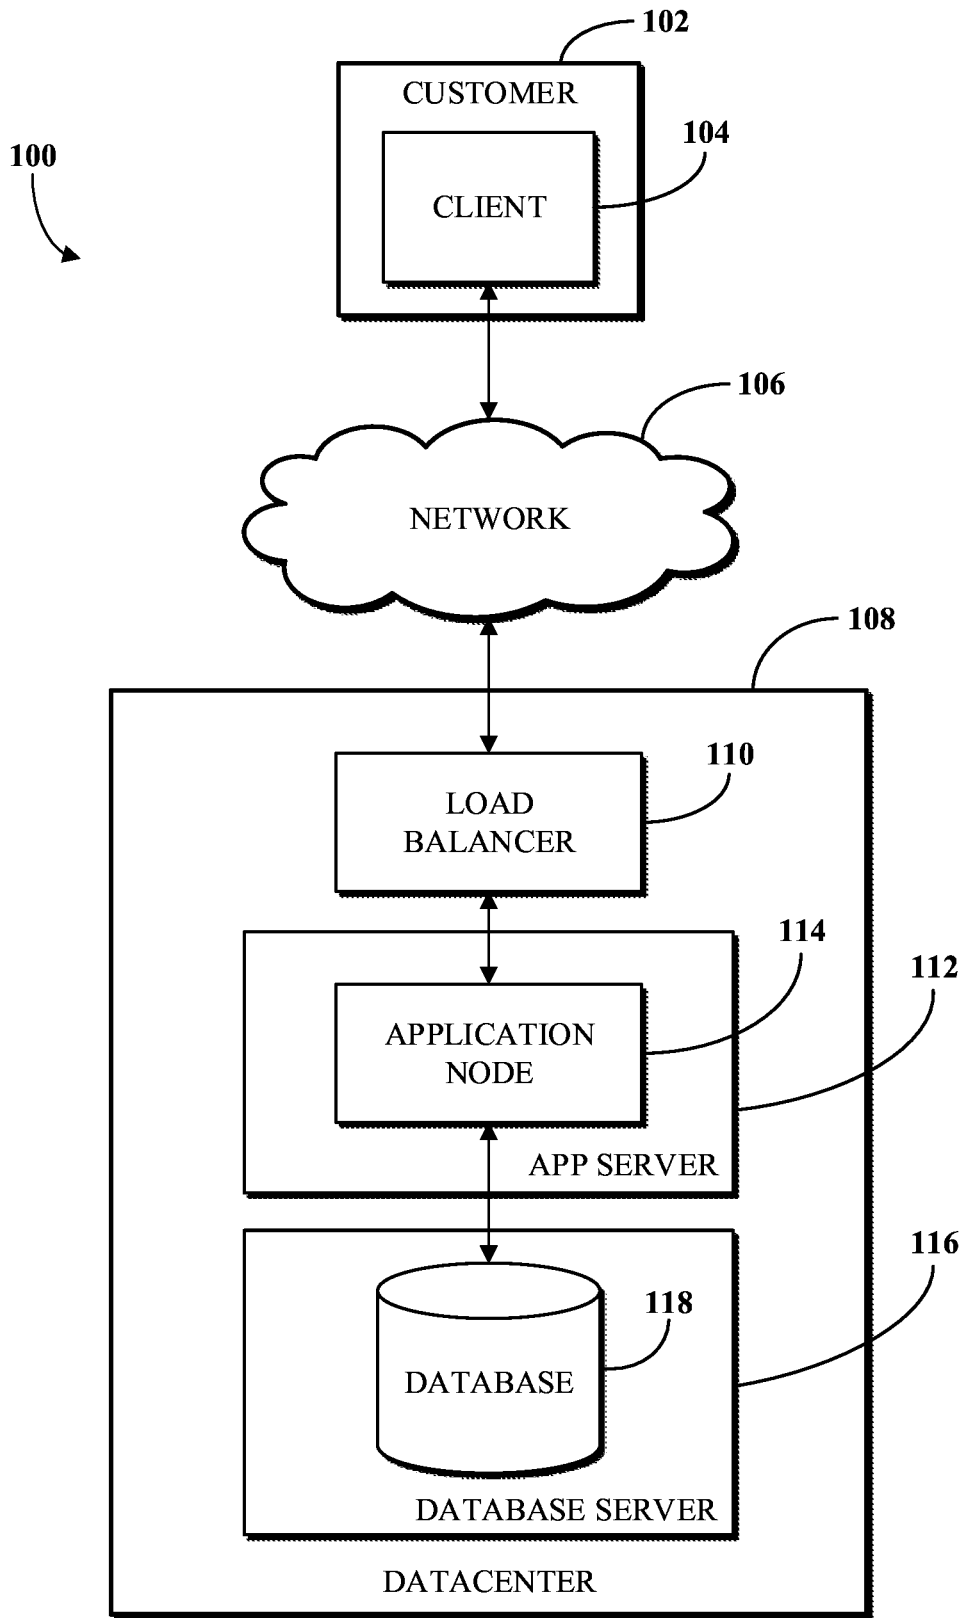 102
CUSTOMER
104
100
CLIENT
106
NETWORK
108
110
LOAD
BALANCER
114
112
APPLICATION
NODE
APP SERVER
116
118
DATABASE
DATABASE SERVER
DATACENTER